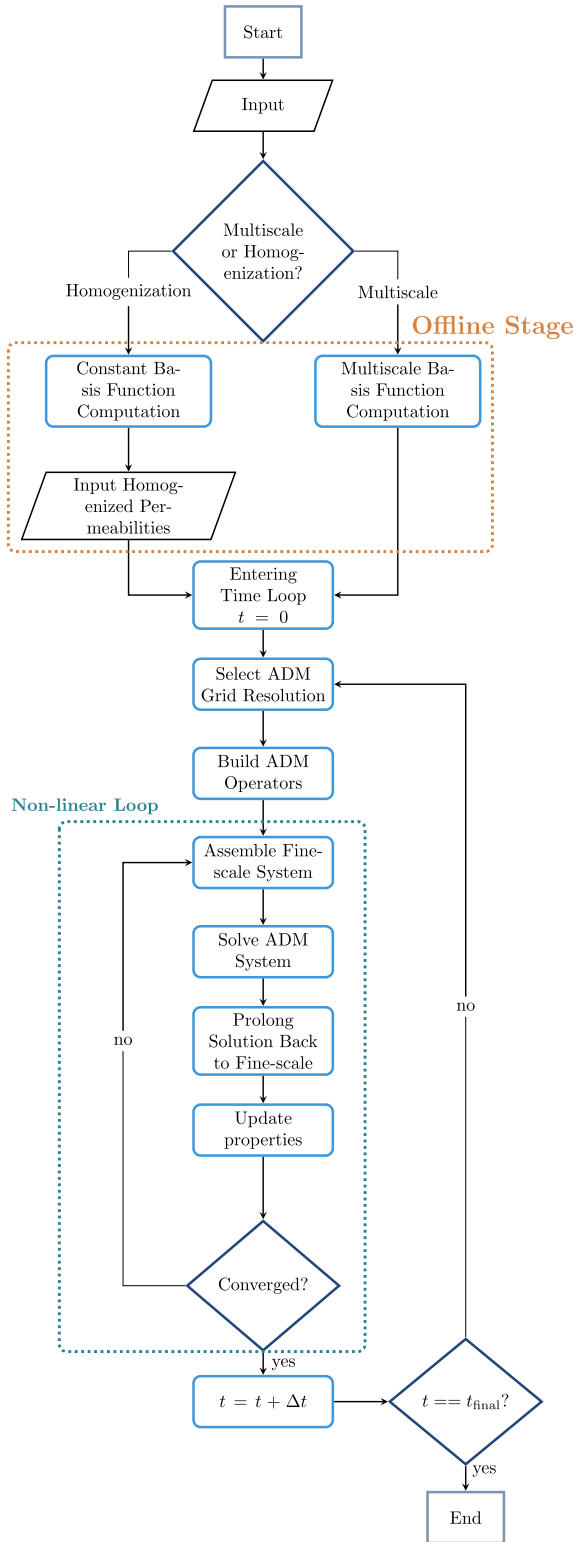 Start
Input
Multiscale
or Homog-
enization?
Homogenization
Multiscale
Offline Stage
Constant Ba-
sis Function
Computation
Multiscale Ba-
sis Function
Computation
Input Homog-
enized Per-
meabilities
Entering
Time Loop
t = 0
Select ADM
Grid Resolution
Build ADM
Operators
Non-linear Loop
Assemble Fine-
scale System
Solve ADM
System
Prolong
Solution Back
to Fine-scale
no
no
Update
properties
Converged?
yes
t = t + Δt
t == t_final?
yes
End